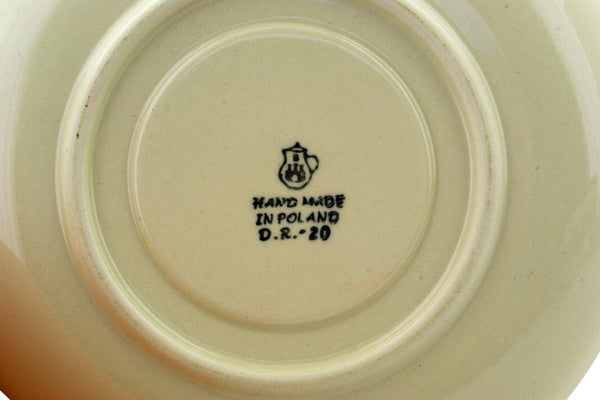 B
HAND MADE
IN POLAND
D.R.-20